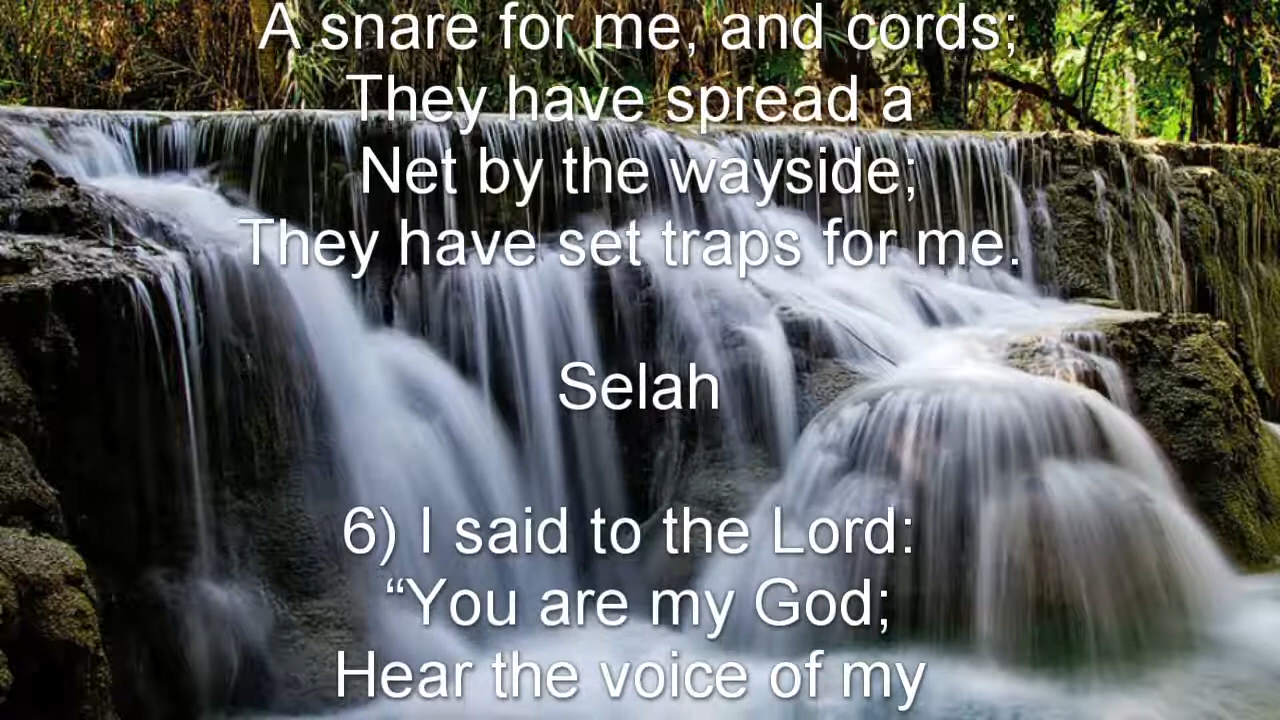 A snare for me, and cords;
They have spread a
Net by the wayside;
They have set traps for me.
Selah
6) I said to the Lord:
“You are my God;
Hear the voice of my